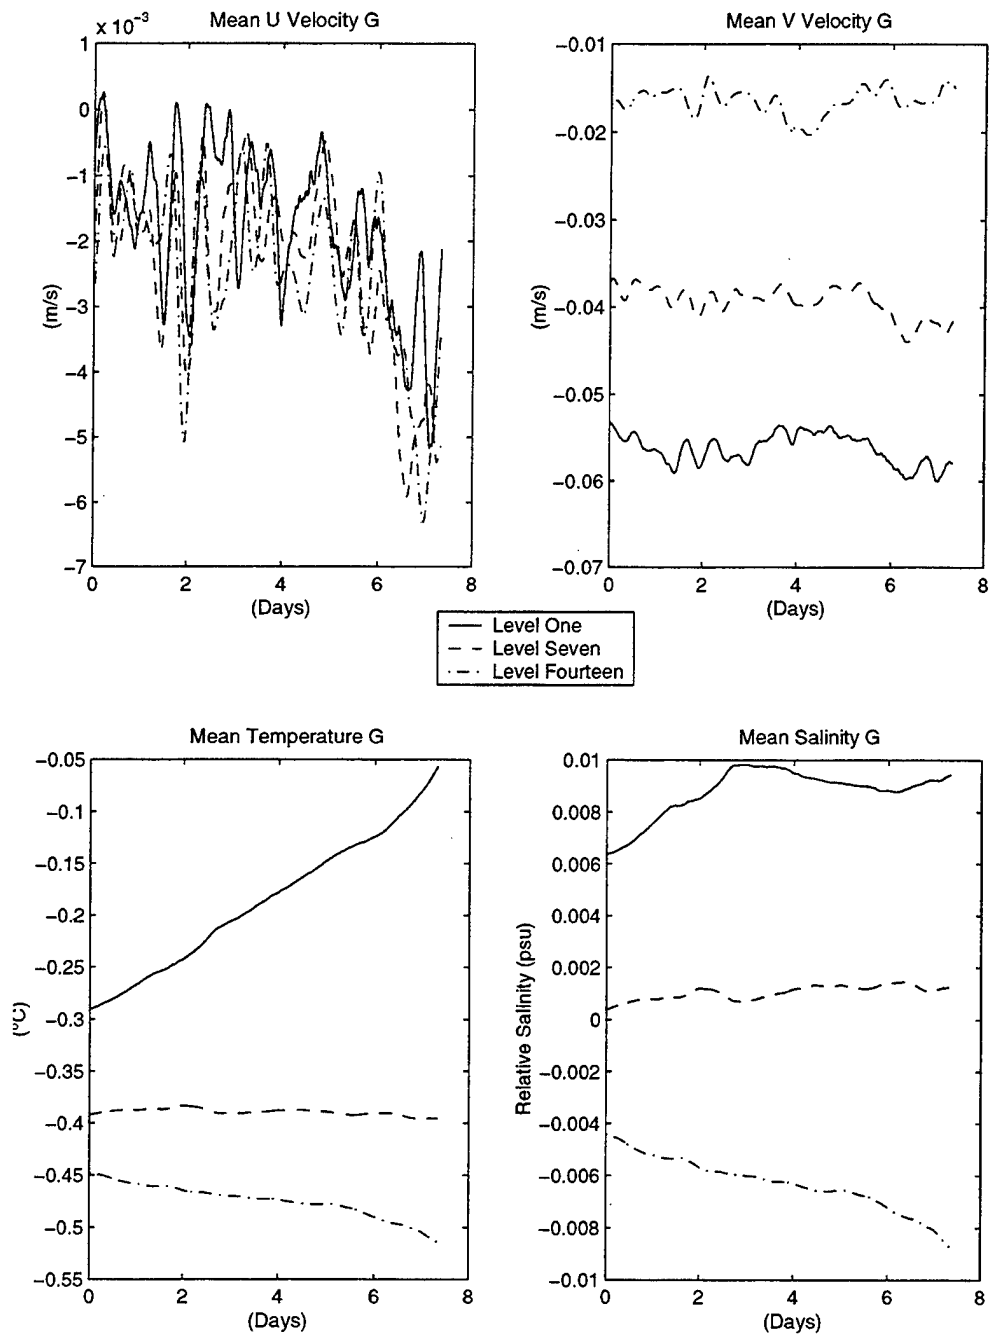 Mean U Velocity G
x 10⁻³
1
0
−1
−2
−3
−4
−5
−6
−7
(m/s)
0 2 4 6 8
(Days)
Mean V Velocity G
−0.01
−0.02
−0.03
−0.04
−0.05
−0.06
−0.07
(m/s)
0 2 4 6 8
(Days)
Level One
Level Seven
Level Fourteen
Mean Temperature G
−0.05
−0.1
−0.15
−0.2
−0.25
−0.3
−0.35
−0.4
−0.45
−0.5
−0.55
(°C)
0 2 4 6 8
(Days)
Mean Salinity G
0.01
0.008
0.006
0.004
0.002
0
−0.002
−0.004
−0.006
−0.008
−0.01
Relative Salinity (psu)
0 2 4 6 8
(Days)